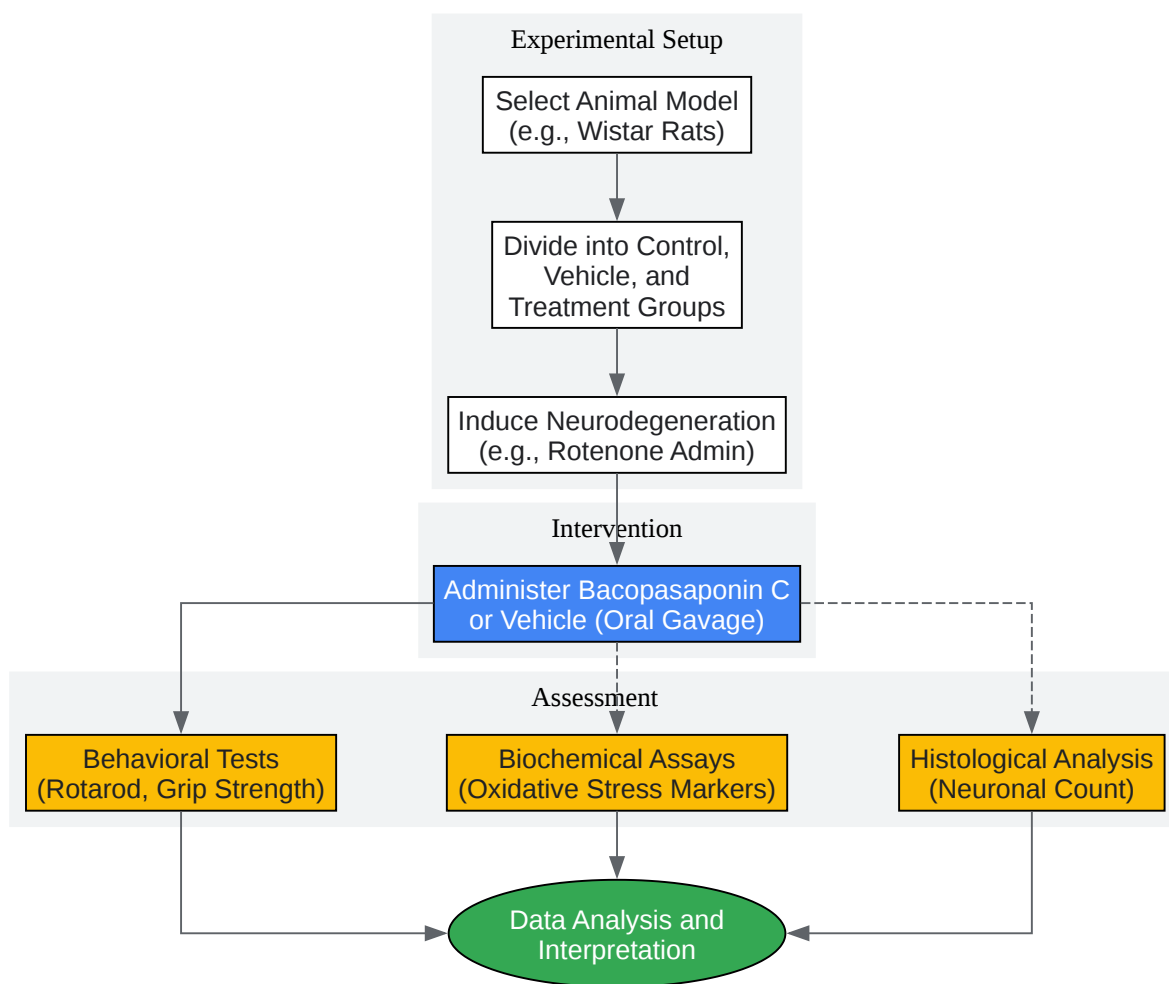 Experimental Setup
Select Animal Model
(e.g., Wistar Rats)
Divide into Control,
Vehicle, and
Treatment Groups
Induce Neurodegeneration
(e.g., Rotenone Admin)
Intervention
Administer Bacopasaponin C
or Vehicle (Oral Gavage)
Assessment
Behavioral Tests
(Rotarod, Grip Strength)
Biochemical Assays
(Oxidative Stress Markers)
Histological Analysis
(Neuronal Count)
Data Analysis and
Interpretation